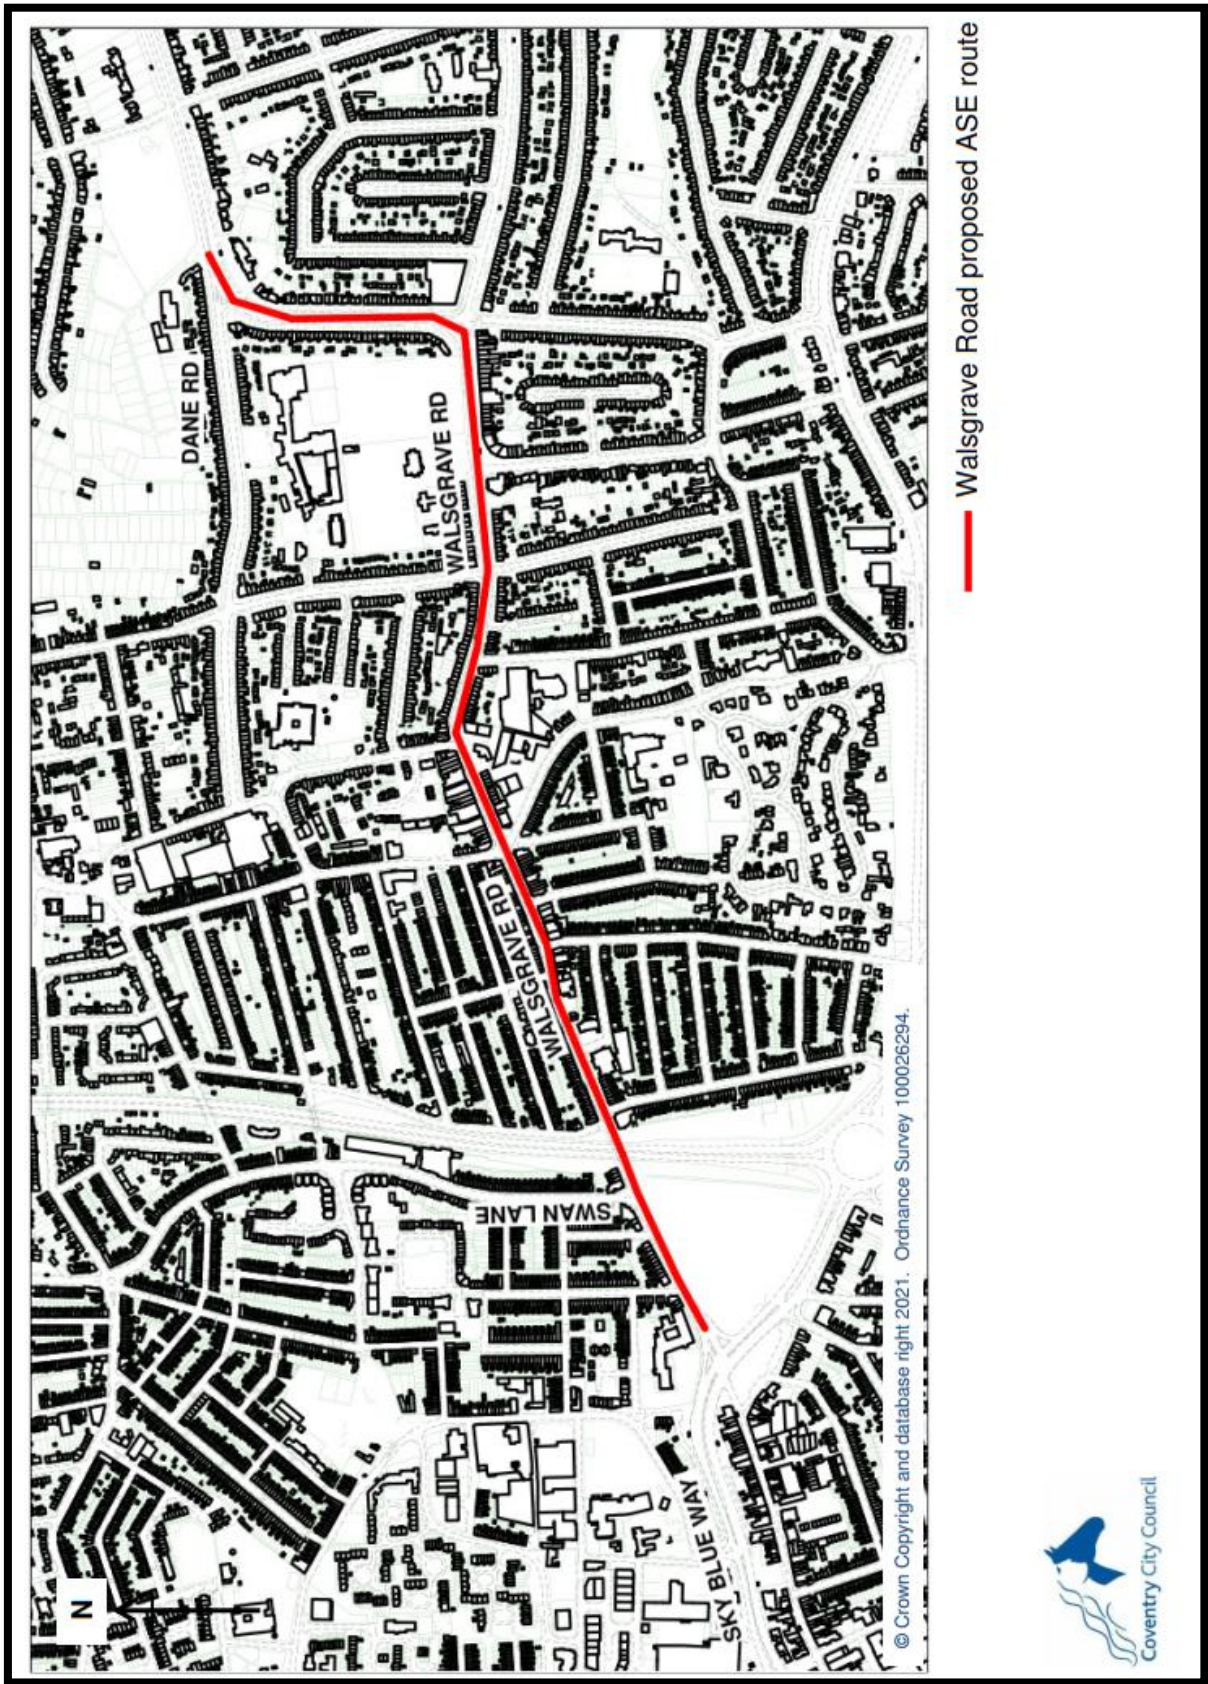 N
DANE RD
WALSGRAVE RD
WALSGRAVE RD
SWAN LANE
SKY BLUE WAY
© Crown Copyright and database right 2021. Ordnance Survey 100026294.
Walsgrave Road proposed ASE route
Coventry City Council